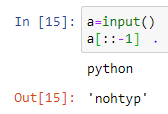 In [15]: a=input()
a[::-1] .
python
Out[15]: 'nohtyp'